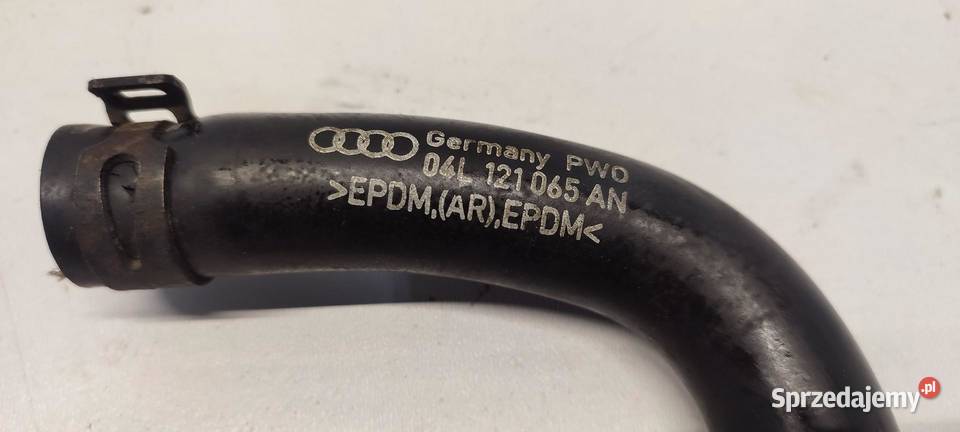 Germany PWO
04L 121 065 AN
>EPDM,(AR),EPDM<
Sprzedajemy.pl